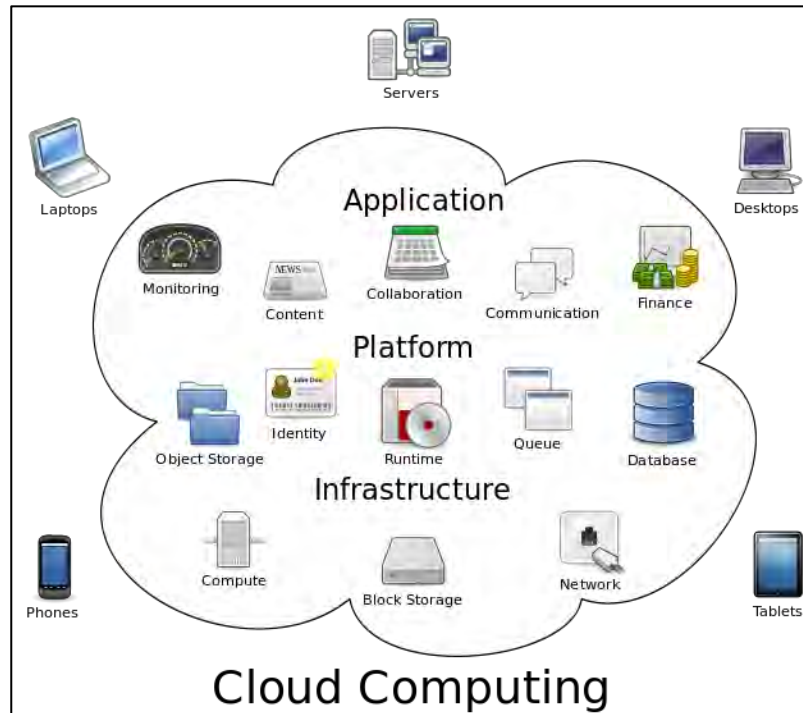 Servers
Laptops
Desktops
Application
Monitoring
NEWS
Content
Collaboration
Communication
Finance
Platform
John Doe
Object Storage
Identity
Runtime
Queue
Database
Infrastructure
Compute
Block Storage
Network
Phones
Tablets
Cloud Computing